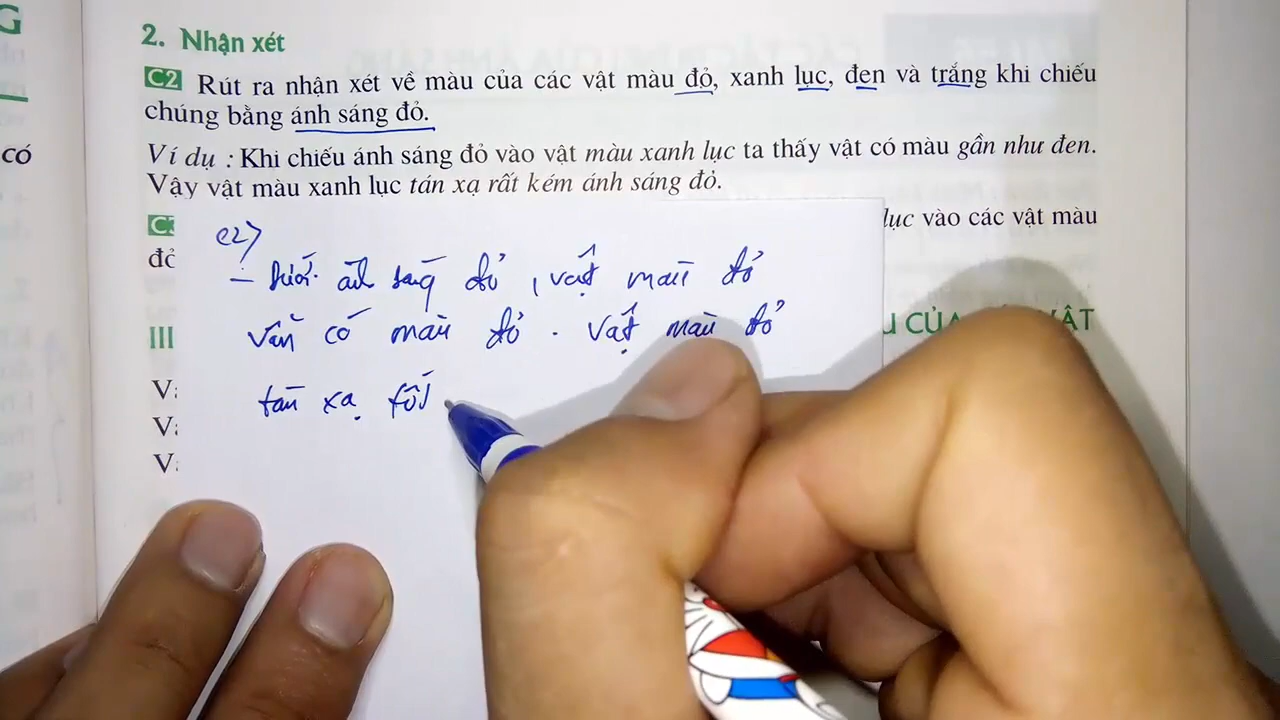 G
2. Nhận xét
C2 Rút ra nhận xét về màu của các vật màu đỏ, xanh lục, đen và trắng khi chiếu
chúng bằng ánh sáng đỏ.
có
Ví dụ : Khi chiếu ánh sáng đỏ vào vật màu xanh lục ta thấy vật có màu gần như đen.
Vậy vật màu xanh lục tán xạ rất kém ánh sáng đỏ.
lục vào các vật màu
c2)
- Dưới ánh sáng đỏ, vật màu đỏ
vẫn có màu đỏ. Vật màu đỏ
tán xạ tốt
III
CỦA VẬT
V
V
V